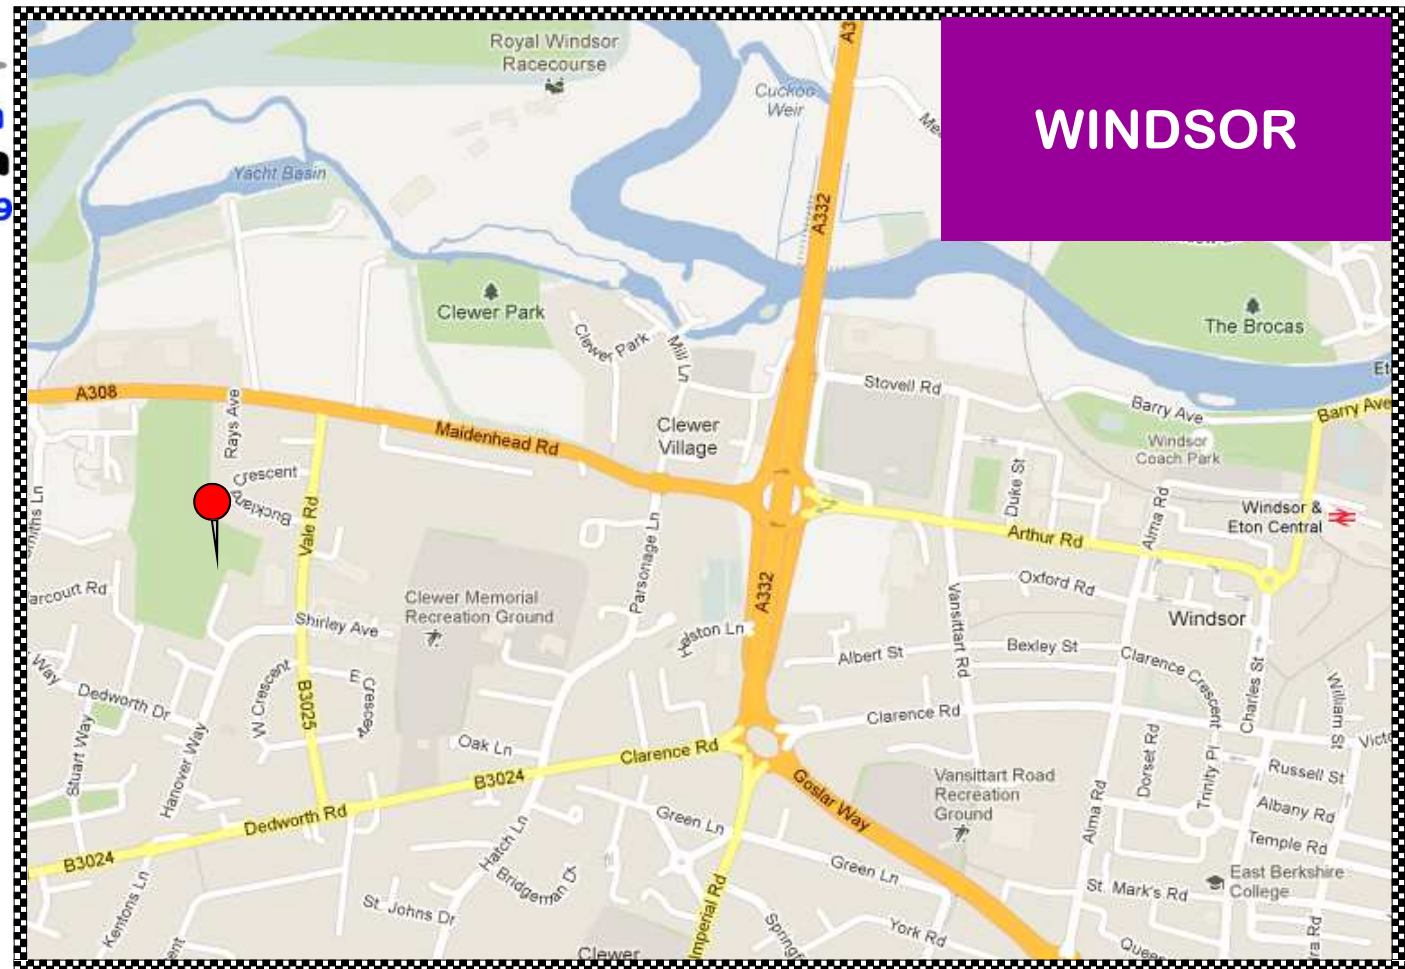 WINDSOR
Royal Windsor
Racecourse
Cuckoo
Weir
A332
Yacht Basin
Clewer Park
Clewer Park
Mill Ln
The Brocas
A308
Rays Ave
Maidenhead Rd
Clewer
Village
Stovell Rd
Barry Ave
Barry Ave
Windsor
Coach Park
Crescent
Vale Rd
Duke St
Alma Rd
Windsor &
Eton Central
Arthur Rd
Parsonage Ln
A332
Oxford Rd
Vansittart Rd
Windsor
Clewer Memorial
Recreation Ground
Shirley Ave
Helston Ln
Albert St
Bexley St
Clarence Crescent
Charles St
William St
Way
Dedworth Dr
W Crescent
E Crescent
B3025
Stuart Way
Hanover Way
Oak Ln
Clarence Rd
Clarence Rd
Dorset Rd
Trinity Pl
Russell St
B3024
Goslar Way
Vansittart Road
Recreation
Ground
Alma Rd
Albany Rd
Temple Rd
Dedworth Rd
Green Ln
B3024
Hatch Ln
Bridgeman Dr
Green Ln
St. Mark's Rd
East Berkshire
College
Kentons Ln
St. Johns Dr
Imperial Rd
York Rd
Clewer